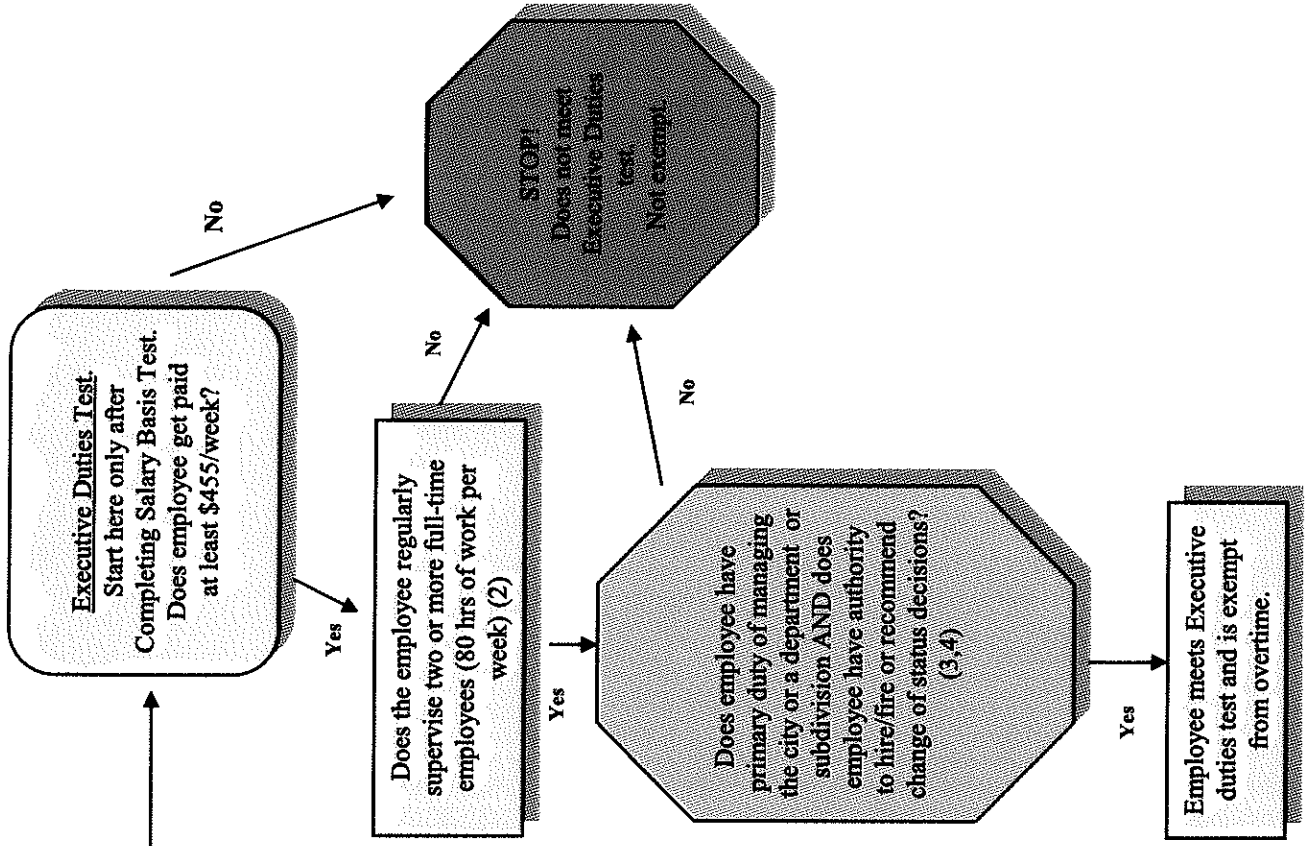 Executive Duties Test.
Start here only after
Completing Salary Basis Test.
Does employee get paid
at least $455/week?
No
Yes
Does the employee regularly
supervise two or more full-time
employees (80 hrs of work per
week) (2)
No
STOP!
Does not meet
Executive Duties
test
Not exempt.
Yes
Does employee have
primary duty of managing
the city or a department or
subdivision AND does
employee have authority
to hire/fire or recommend
change of status decisions?
(3,4)
No
Yes
Employee meets Executive
duties test and is exempt
from overtime.